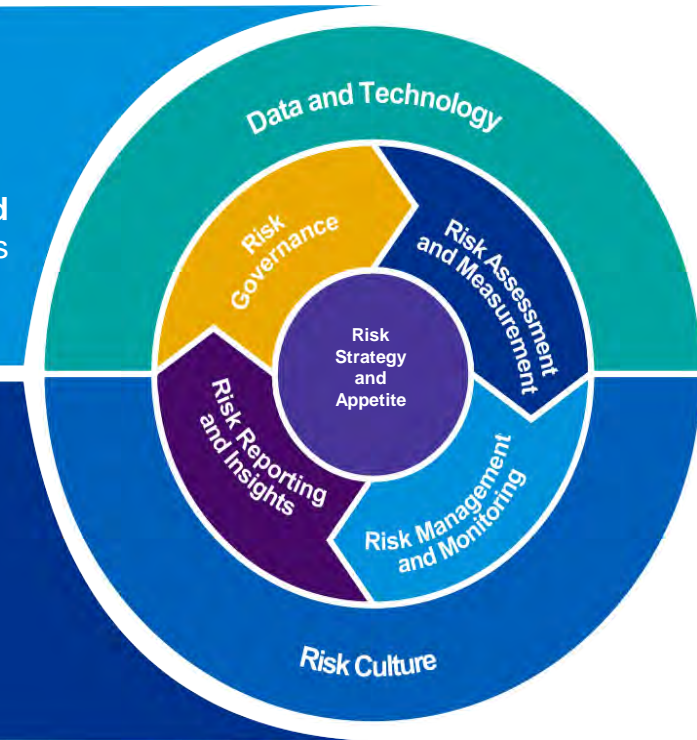 Data and Technology
Risk
Governance
Risk Assessment
and Measurement
Risk
Strategy
and
Appetite
Risk Reporting
and Insights
Risk Management
and Monitoring
Risk Culture